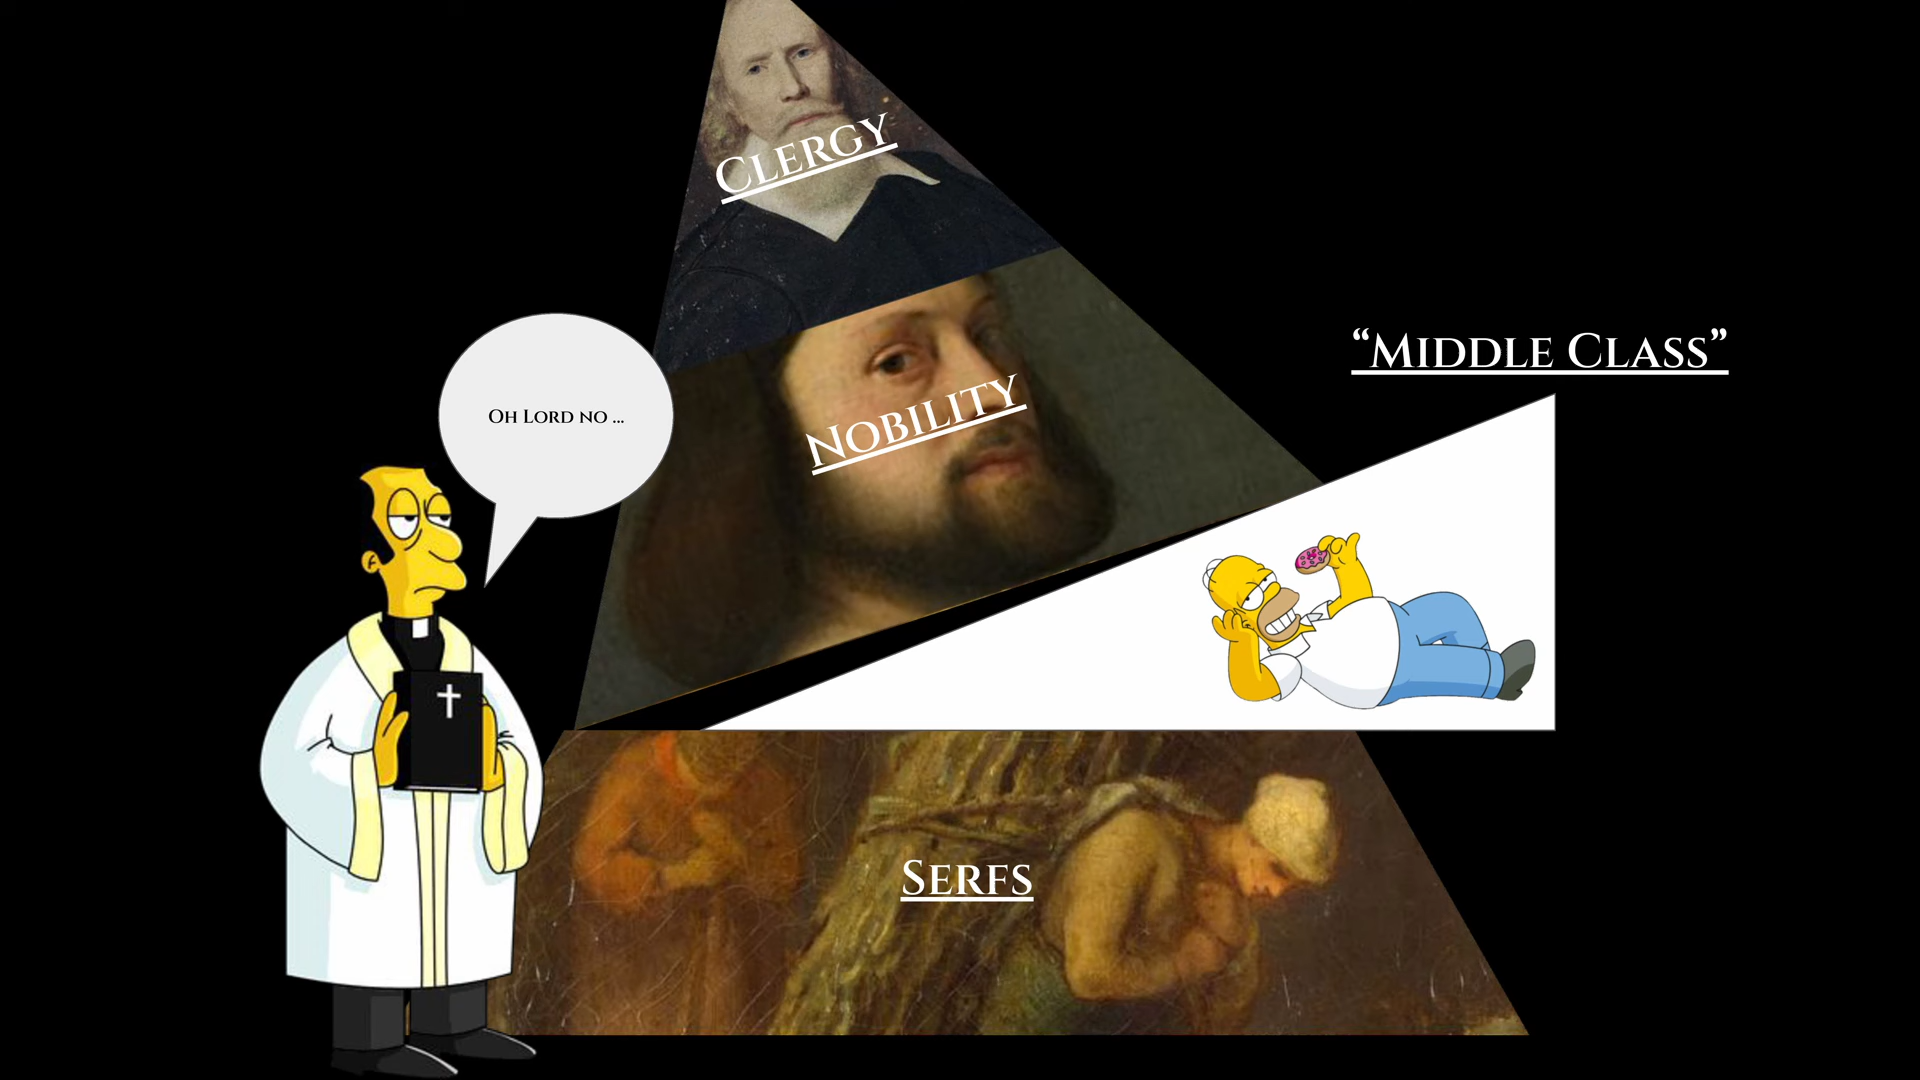 Clergy
Nobility
“Middle Class”
Oh Lord no ...
Serfs